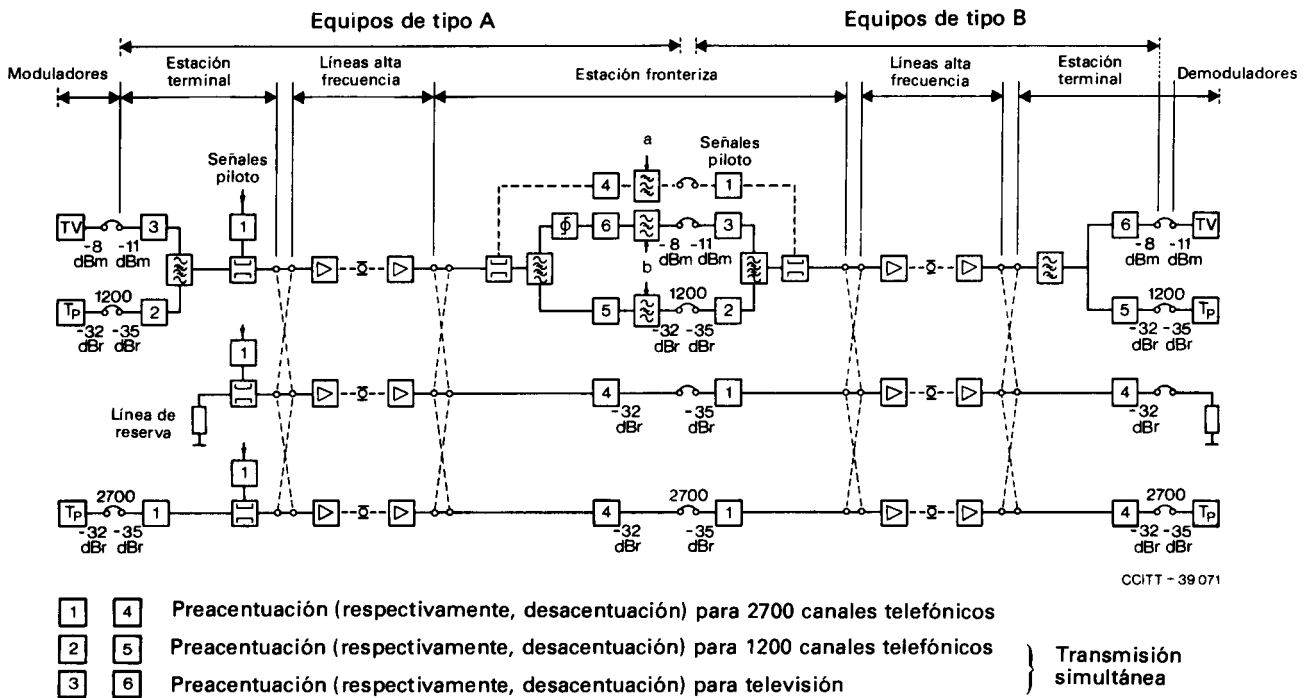 Equipos de tipo A
Equipos de tipo B
Moduladores
Estación terminal
Líneas alta frecuencia
Estación fronteriza
Líneas alta frecuencia
Estación terminal
Demoduladores
Señales piloto
a
Señales piloto
4
1
1
TV
3
6
3
6
TV
-8 dBm
-11 dBm
-8 dBm
-11 dBm
-8 dBm
-11 dBm
b
Tp
1200
2
5
1200
2
5
1200
Tp
-32 dBr
-35 dBr
-32 dBr
-35 dBr
-32 dBr
-35 dBr
1
Línea de reserva
4
1
4
-32 dBr
-35 dBr
-32 dBr
1
Tp
2700
1
4
2700
1
4
2700
Tp
-32 dBr
-35 dBr
-32 dBr
-35 dBr
-32 dBr
-35 dBr
CCITT - 39 071
1 4 Preacentuación (respectivamente, desacentuación) para 2700 canales telefónicos
2 5 Preacentuación (respectivamente, desacentuación) para 1200 canales telefónicos
3 6 Preacentuación (respectivamente, desacentuación) para televisión
Transmisión simultánea